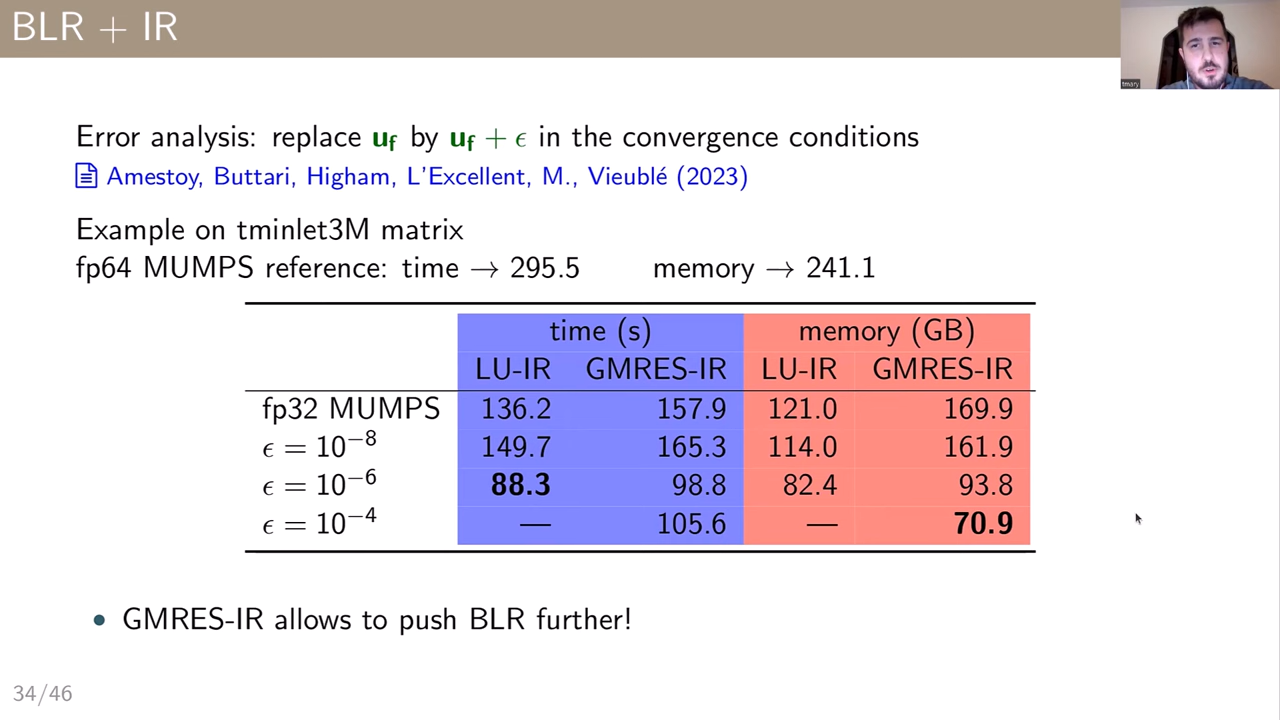 BLR + IR
tmary
Error analysis: replace u_f by u_f + ϵ in the convergence conditions
Amestoy, Buttari, Higham, L'Excellent, M., Vieublé (2023)
Example on tminlet3M matrix
fp64 MUMPS reference: time → 295.5 memory → 241.1
time (s) memory (GB)
LU-IR GMRES-IR LU-IR GMRES-IR
fp32 MUMPS 136.2 157.9 121.0 169.9
ϵ = 10⁻⁸ 149.7 165.3 114.0 161.9
ϵ = 10⁻⁶ 88.3 98.8 82.4 93.8
ϵ = 10⁻⁴ — 105.6 — 70.9
• GMRES-IR allows to push BLR further!
34/46